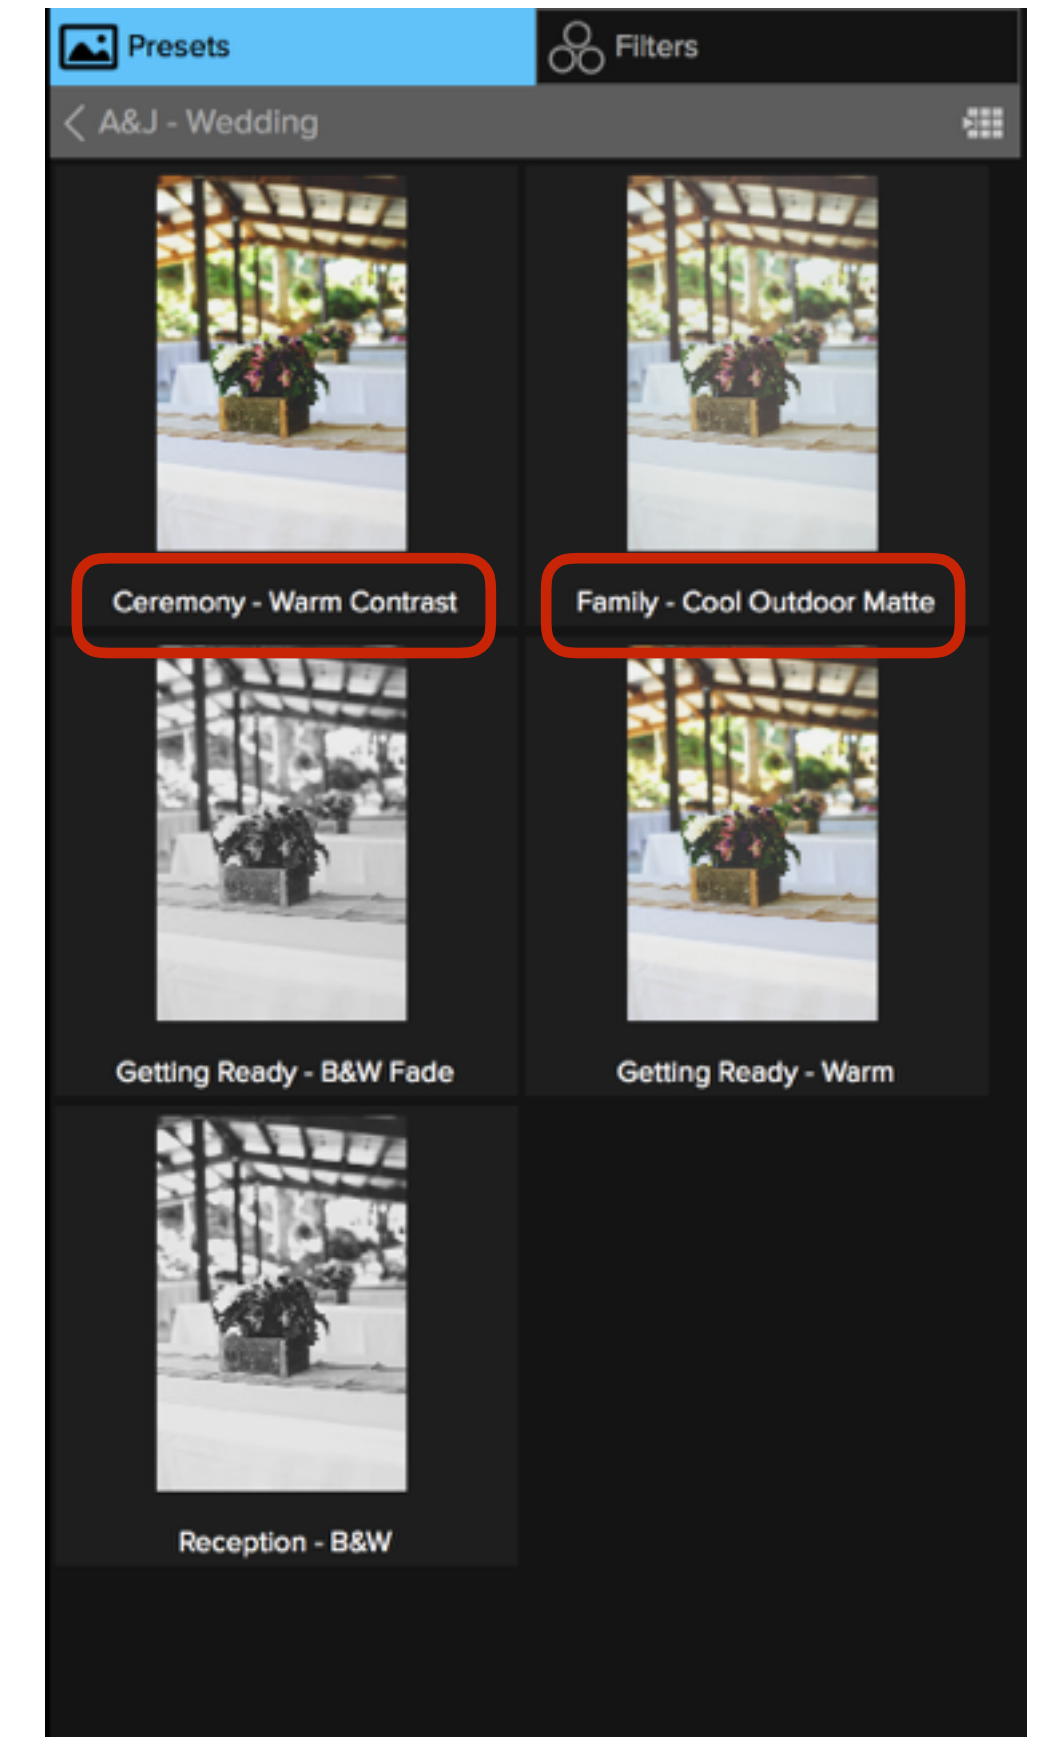 Presets
Filters
A&J - Wedding
Ceremony - Warm Contrast
Family - Cool Outdoor Matte
Getting Ready - B&W Fade
Getting Ready - Warm
Reception - B&W